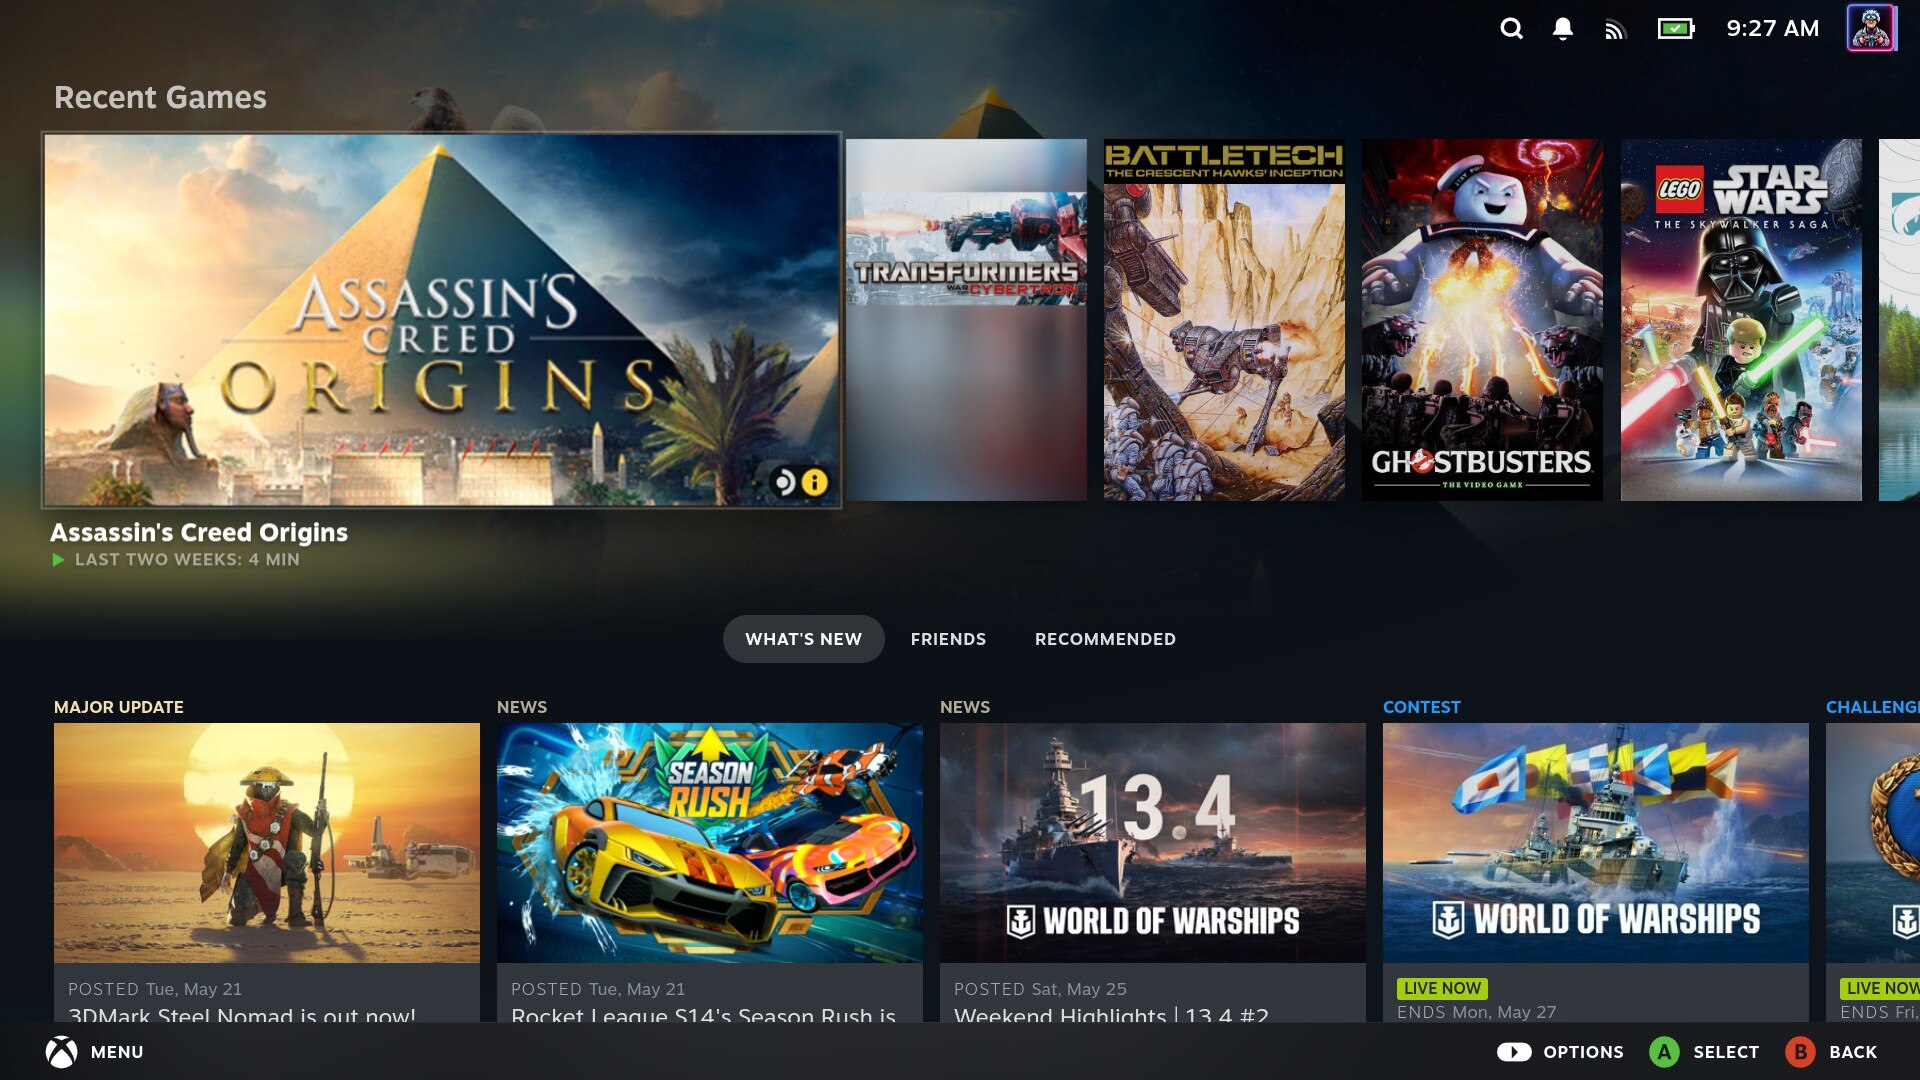 9:27 AM
Recent Games
ASSASSIN'S
CREED
ORIGINS
TRANSFORMERS
WAR FOR CYBERTRON
BATTLETECH
THE CRESCENT HAWKS' INCEPTION
STAY PUFT
GHOSTBUSTERS
THE VIDEO GAME
LEGO
STAR
WARS
THE SKYWALKER SAGA
Assassin's Creed Origins
LAST TWO WEEKS: 4 MIN
WHAT'S NEW
FRIENDS
RECOMMENDED
MAJOR UPDATE
NEWS
NEWS
CONTEST
CHALLENGE
SEASON
RUSH
13.4
WORLD OF WARSHIPS
WORLD OF WARSHIPS
POSTED Tue, May 21
3DMark Steel Nomad is out now!
POSTED Tue, May 21
Rocket League S14's Season Rush is
POSTED Sat, May 25
Weekend Highlights | 13.4 #2
LIVE NOW
ENDS Mon, May 27
LIVE NOW
ENDS Fri,
MENU
OPTIONS
A SELECT
B BACK